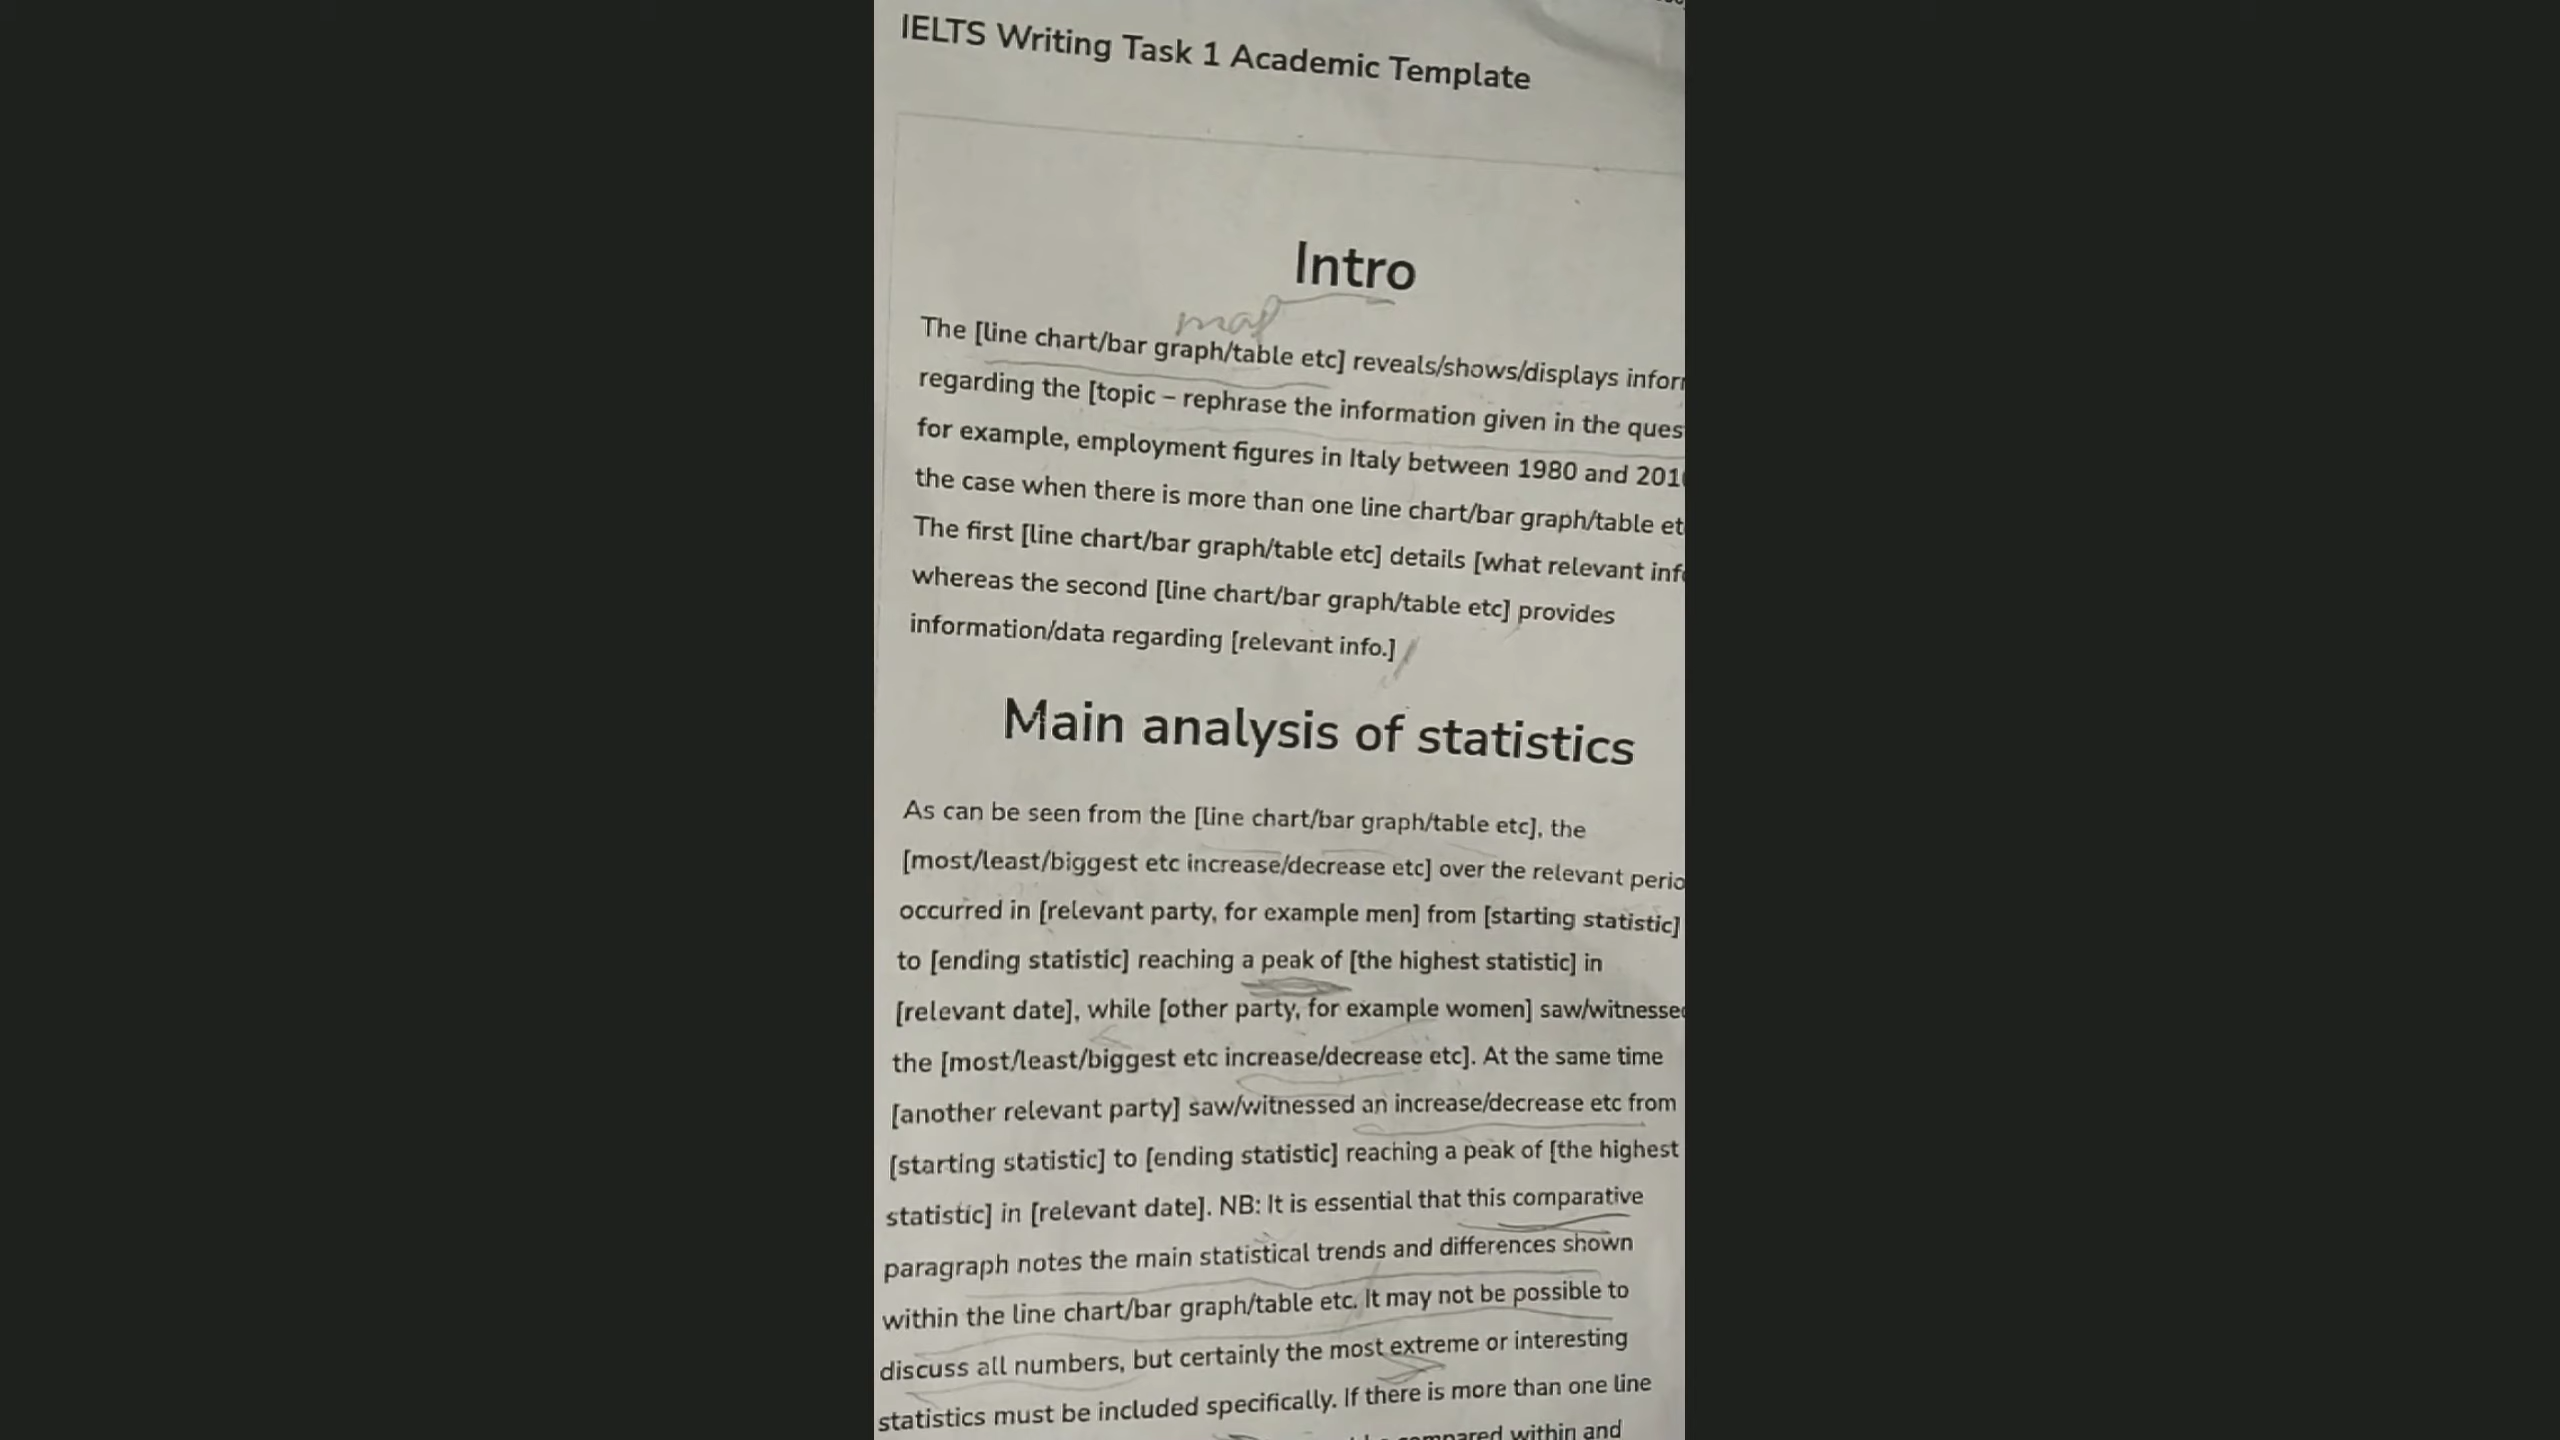 IELTS Writing Task 1 Academic Template
Intro
map
The [line chart/bar graph/table etc] reveals/shows/displays
regarding the [topic – rephrase the information given in the
for example, employment figures in Italy between 1980 and
the case when there is more than one line chart/bar graph/table
The first [line chart/bar graph/table etc] details [what relevant
whereas the second [line chart/bar graph/table etc] provides
information/data regarding [relevant info.]
Main analysis of statistics
As can be seen from the [line chart/bar graph/table etc], the
[most/least/biggest etc increase/decrease etc] over the relevant
occurred in [relevant party, for example men] from [starting statistic]
to [ending statistic] reaching a peak of [the highest statistic] in
[relevant date], while [other party, for example women]
the [most/least/biggest etc increase/decrease etc]. At the same time
[another relevant party] saw/witnessed an increase/decrease etc from
[starting statistic] to [ending statistic] reaching a peak of [the highest
statistic] in [relevant date]. NB: It is essential that this comparative
paragraph notes the main statistical trends and differences shown
within the line chart/bar graph/table etc. It may not be possible to
discuss all numbers, but certainly the most extreme or interesting
statistics must be included specifically. If there is more than one line
within and